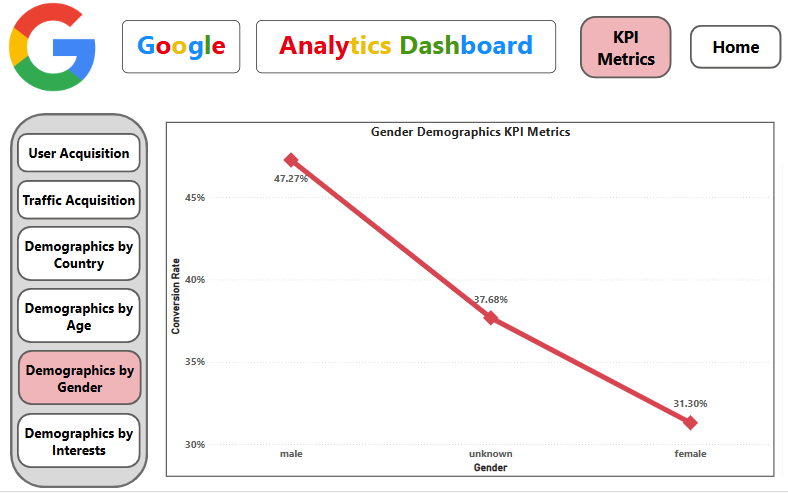 Google
Analytics Dashboard
KPI
Metrics
Home
User Acquisition
Traffic Acquisition
Demographics by
Country
Demographics by
Age
Demographics by
Gender
Demographics by
Interests
Gender Demographics KPI Metrics
Conversion Rate
45%
40%
35%
30%
47.27%
37.68%
31.30%
male
unknown
female
Gender